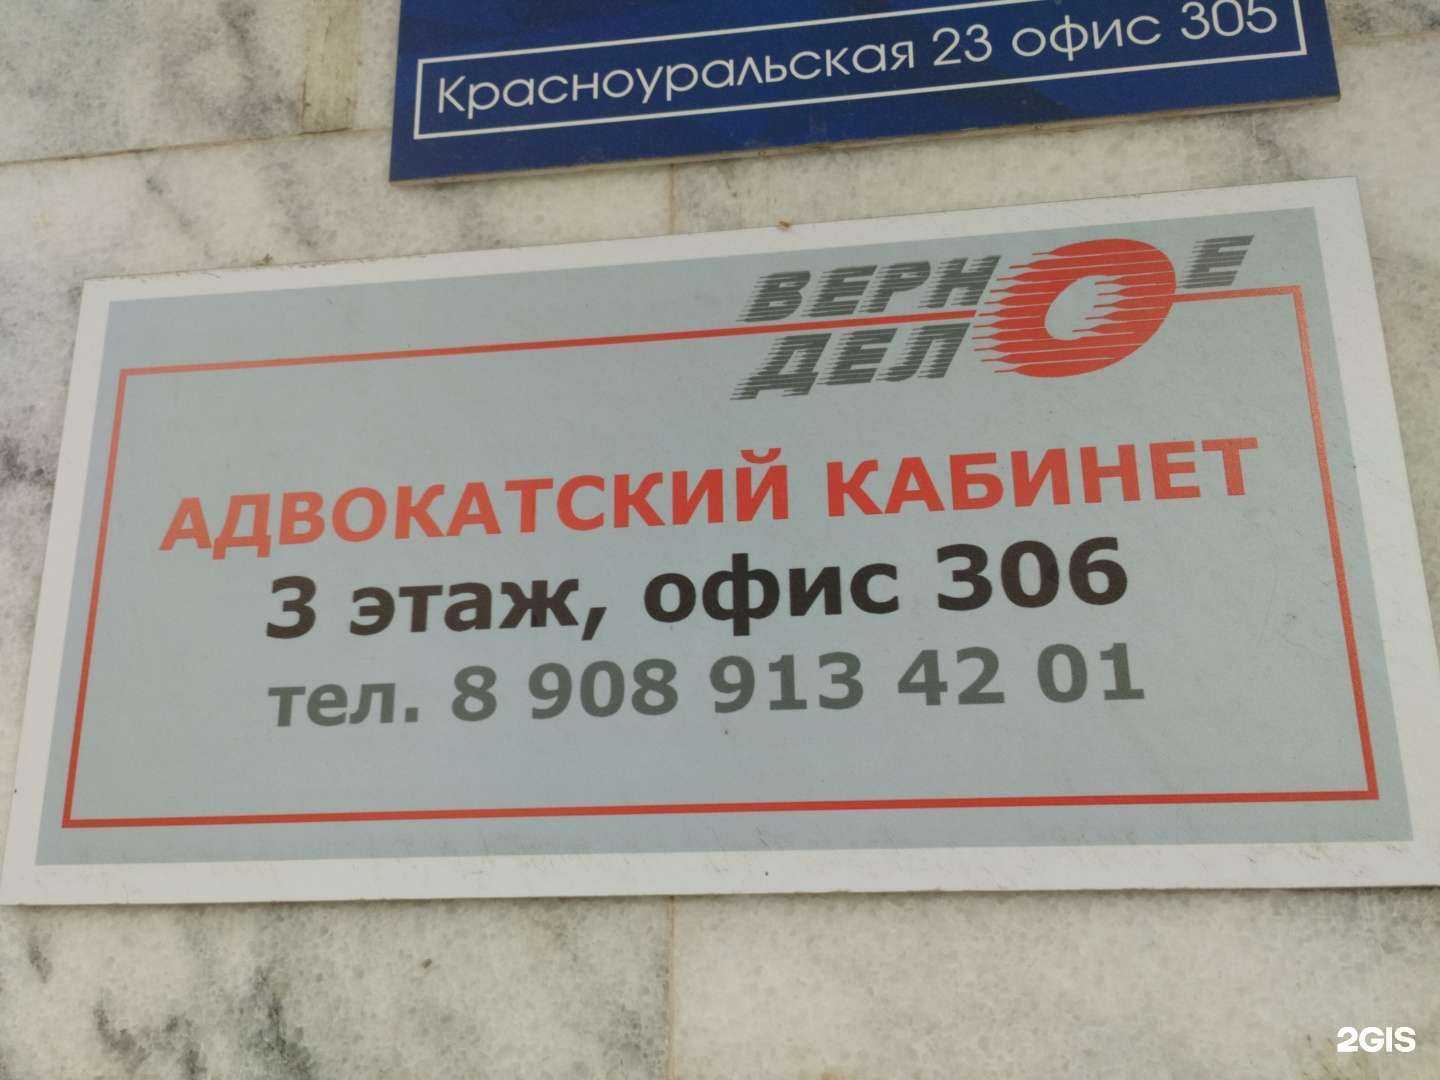 Красноуральская 23 офис 305
ВЕРНОЕ
ДЕЛО
АДВОКАТСКИЙ КАБИНЕТ
3 этаж, офис 306
тел. 8 908 913 42 01
2GIS